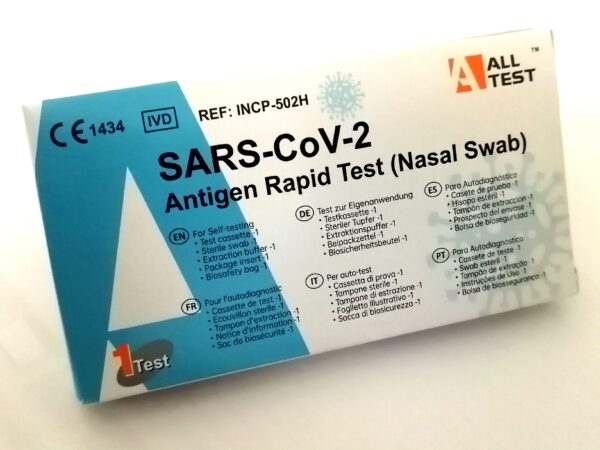 ALL
TEST™
CE 1434 IVD REF: INCP-502H
SARS-CoV-2
Antigen Rapid Test (Nasal Swab)
EN For Self-testing
• Test cassette -1
• Sterile swab -1
• Extraction buffer -1
• Package insert -1
• Biosafety bag -1
DE Test zur Eigenanwendung
• Testkassette -1
• Steriler Tupfer -1
• Extraktionspuffer -1
• Beipackzettel -1
• Biosicherheitsbeutel -1
ES Para Autodiagnóstico
• Casete de prueba -1
• Hisopo estéril -1
• Tampón de extraccion -1
• Prospecto del envase -1
• Bolsa de bioseguridad -1
FR Pour l'autodiagnostic
• Cassette de test -1
• Ecouvillon sterile -1
• Tampon d'extraction -1
• Notice d'information -1
• Sac de biosécurité -1
IT Per auto-test
• Cassetta di prova -1
• Tampone sterile -1
• Tampone di estrazione -1
• Foglietto Illustrativo -1
• Sacca di biosicurezza -1
PT Para Autodiagnóstico
• Cassete de teste -1
• Swab estéril -1
• Tampão de extração -1
• Instruções de Uso -1
• Bolsa de biosegurança -1
1 Test